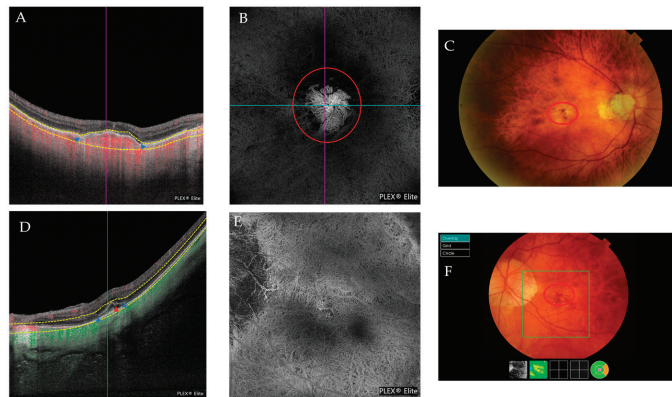 A
B
C
PLEX® Elite
PLEX® Elite
D
E
F
Overlay
Grid
Circle
PLEX® Elite
PLEX® Elite